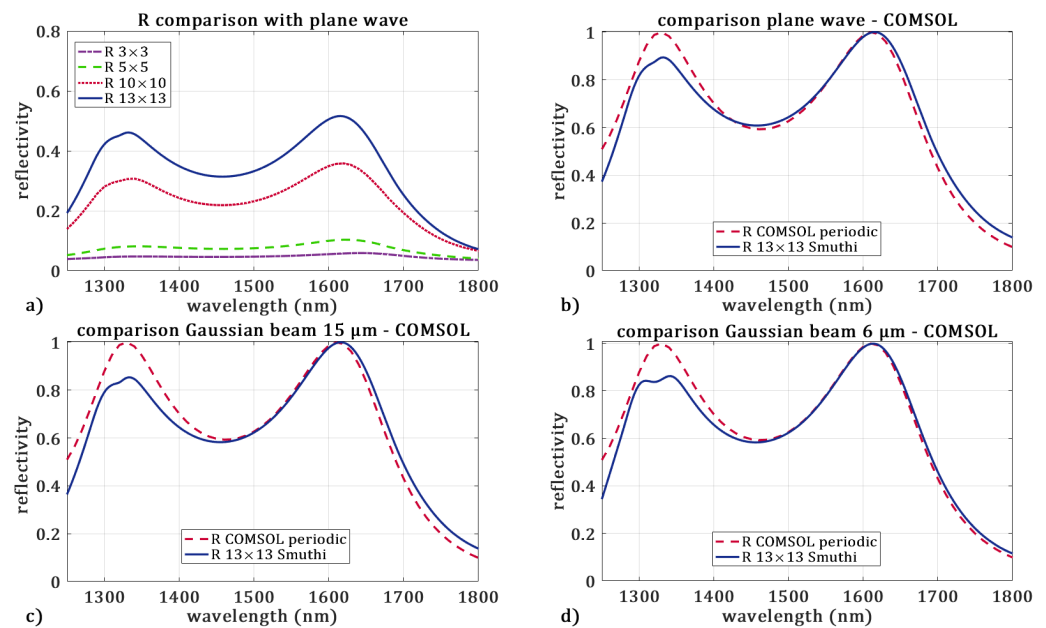 R comparison with plane wave
0.8
0.6
0.4
0.2
0
reflectivity
R 3×3
R 5×5
R 10×10
R 13×13
1300 1400 1500 1600 1700 1800
wavelength (nm)
a)
comparison plane wave - COMSOL
1
0.8
0.6
0.4
0.2
0
reflectivity
R COMSOL periodic
R 13×13 Smuthi
1300 1400 1500 1600 1700 1800
wavelength (nm)
b)
comparison Gaussian beam 15 μm - COMSOL
1
0.8
0.6
0.4
0.2
0
reflectivity
R COMSOL periodic
R 13×13 Smuthi
1300 1400 1500 1600 1700 1800
wavelength (nm)
c)
comparison Gaussian beam 6 μm - COMSOL
1
0.8
0.6
0.4
0.2
0
reflectivity
R COMSOL periodic
R 13×13 Smuthi
1300 1400 1500 1600 1700 1800
wavelength (nm)
d)